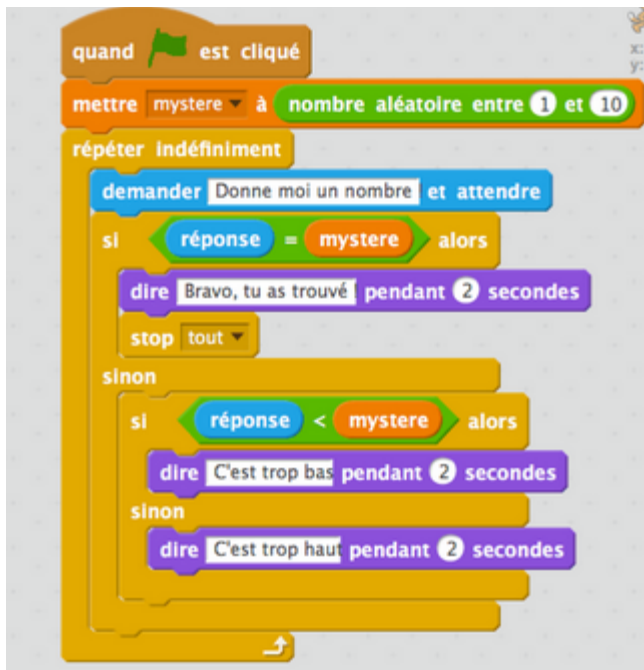 quand est cliqué
x:
mettre mystere à nombre aléatoire entre 1 et 10
y:
répéter indéfiniment
demander Donne moi un nombre et attendre
si réponse = mystere alors
dire Bravo, tu as trouvé pendant 2 secondes
stop tout
sinon
si réponse < mystere alors
dire C'est trop bas pendant 2 secondes
sinon
dire C'est trop haut pendant 2 secondes